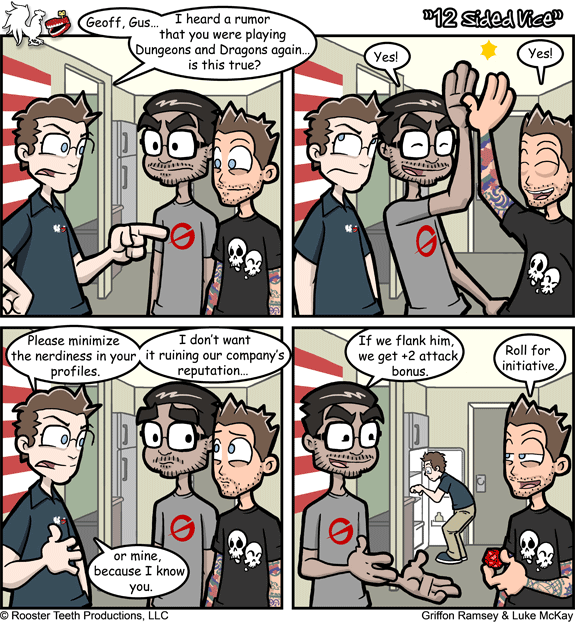 "12 Sided Vice"
Geoff, Gus...
I heard a rumor
that you were playing
Dungeons and Dragons again...
is this true?
Yes!
Yes!
Please minimize
the nerdiness in your
profiles.
I don't want
it ruining our company's
reputation...
or mine,
because I know
you.
If we flank him,
we get +2 attack
bonus.
Roll for
initiative.
© Rooster Teeth Productions, LLC
Griffon Ramsey & Luke McKay